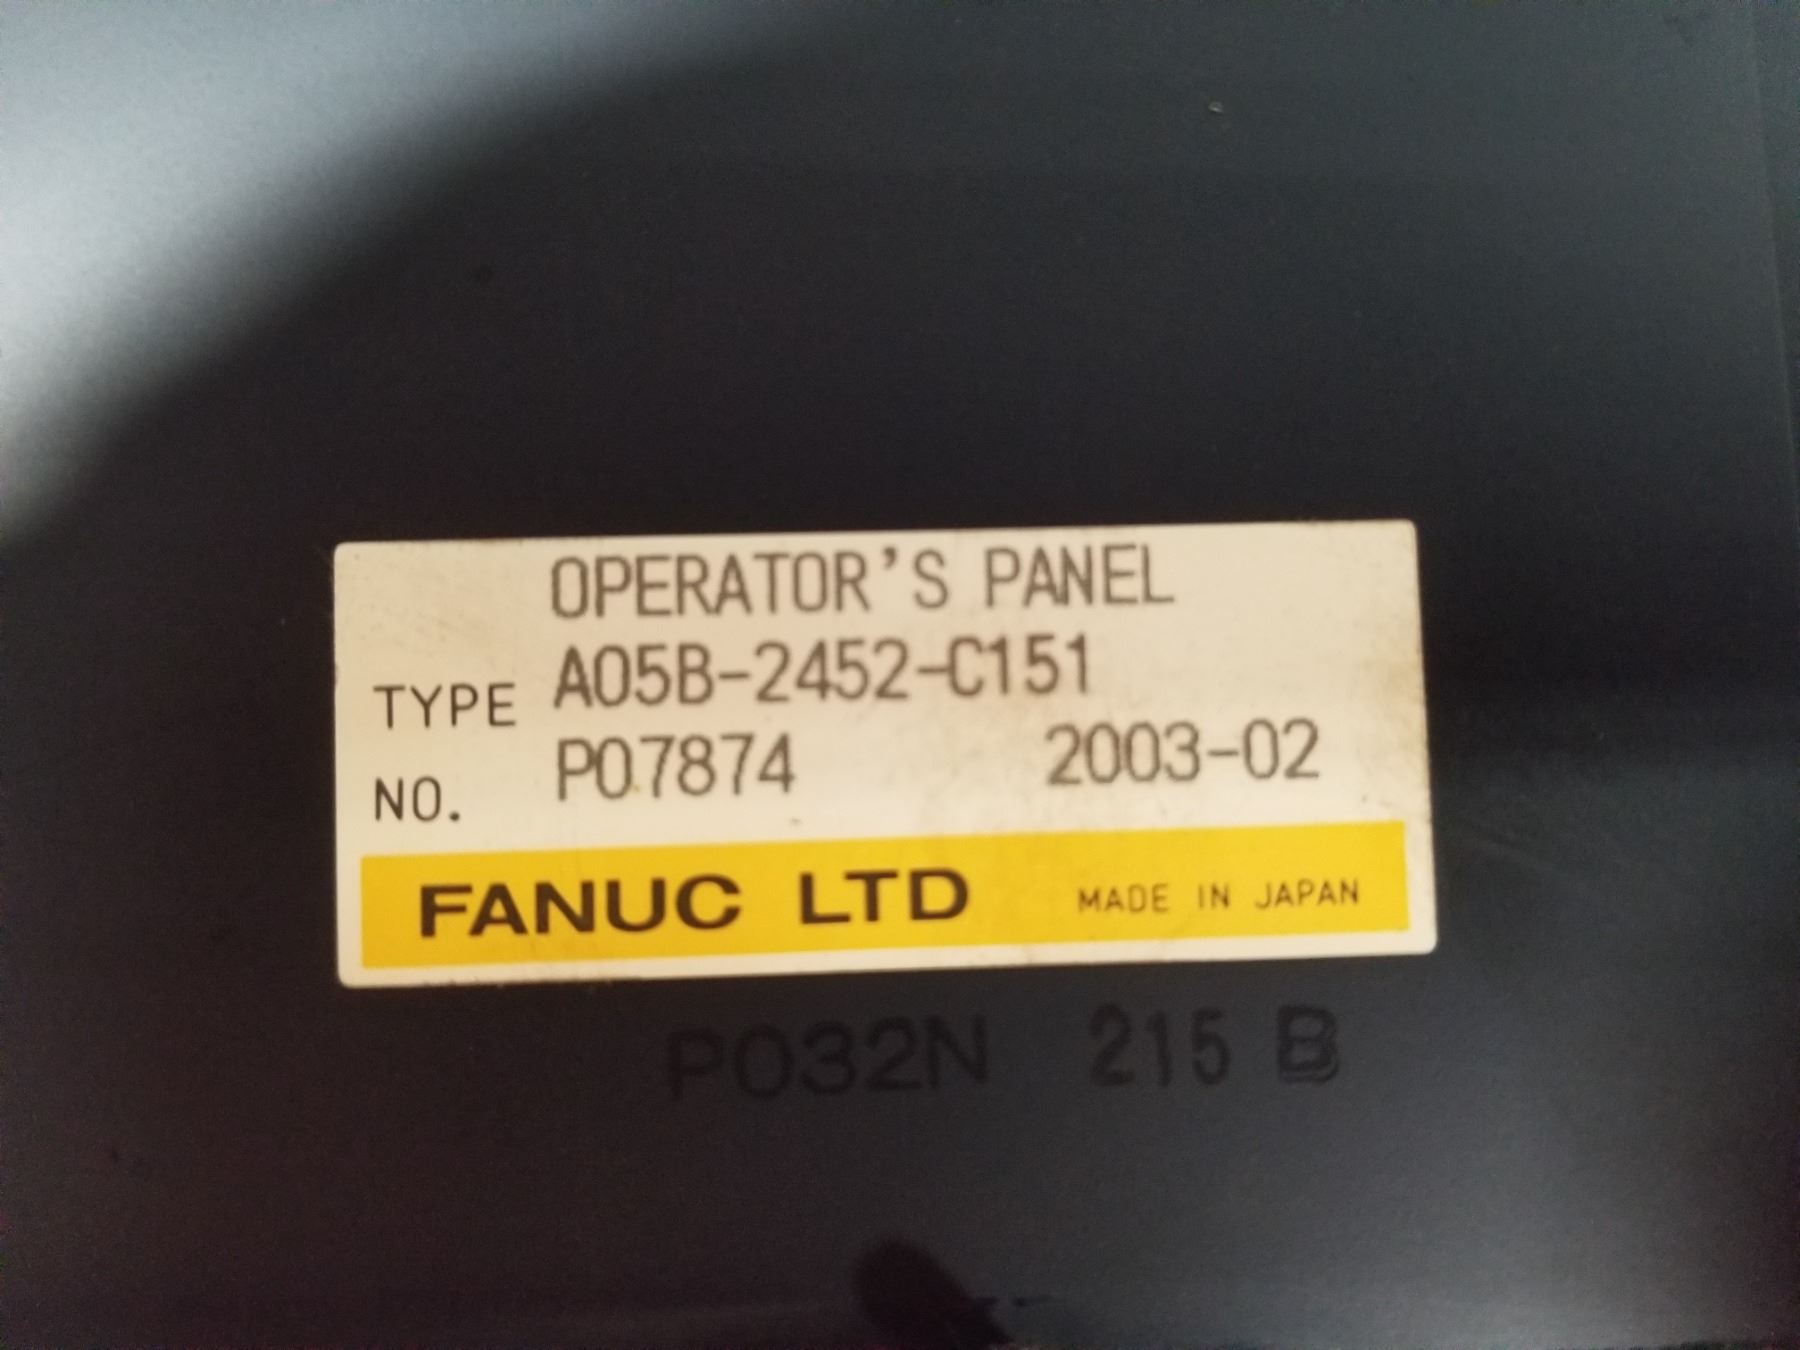 OPERATOR'S PANEL
TYPE A05B-2452-C151
NO. P07874 2003-02
FANUC LTD MADE IN JAPAN
P032N 215 B